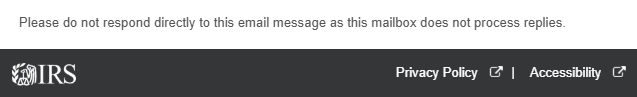 Please do not respond directly to this email message as this mailbox does not process replies.
IRS Privacy Policy | Accessibility